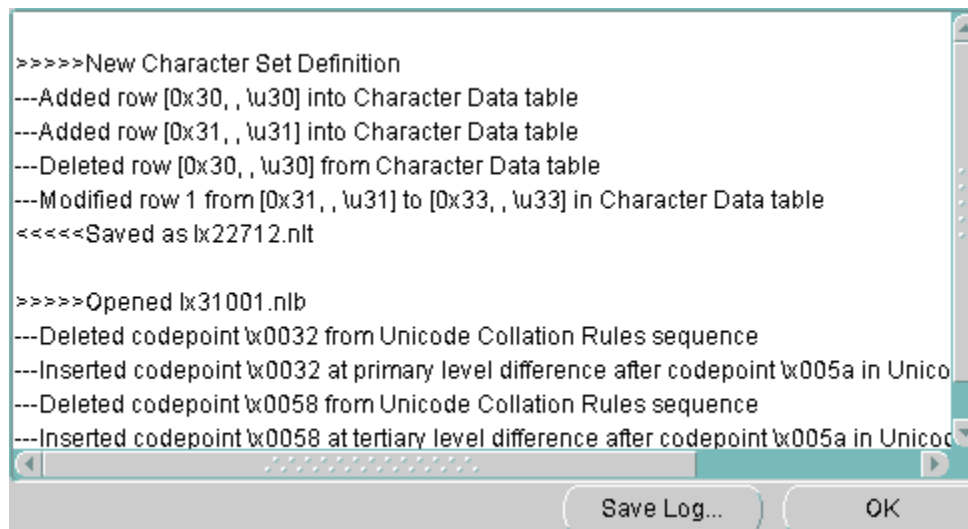 >>>>>New Character Set Definition
---Added row [0x30, , \u30] into Character Data table
---Added row [0x31, , \u31] into Character Data table
---Deleted row [0x30, , \u30] from Character Data table
---Modified row 1 from [0x31, , \u31] to [0x33, , \u33] in Character Data table
<<<<<Saved as lx22712.nlt
>>>>>Opened lx31001.nlb
---Deleted codepoint \x0032 from Unicode Collation Rules sequence
---Inserted codepoint \x0032 at primary level difference after codepoint \x005a in Unico
---Deleted codepoint \x0058 from Unicode Collation Rules sequence
---Inserted codepoint \x0058 at tertiary level difference after codepoint \x005a in Unicod
Save Log... OK